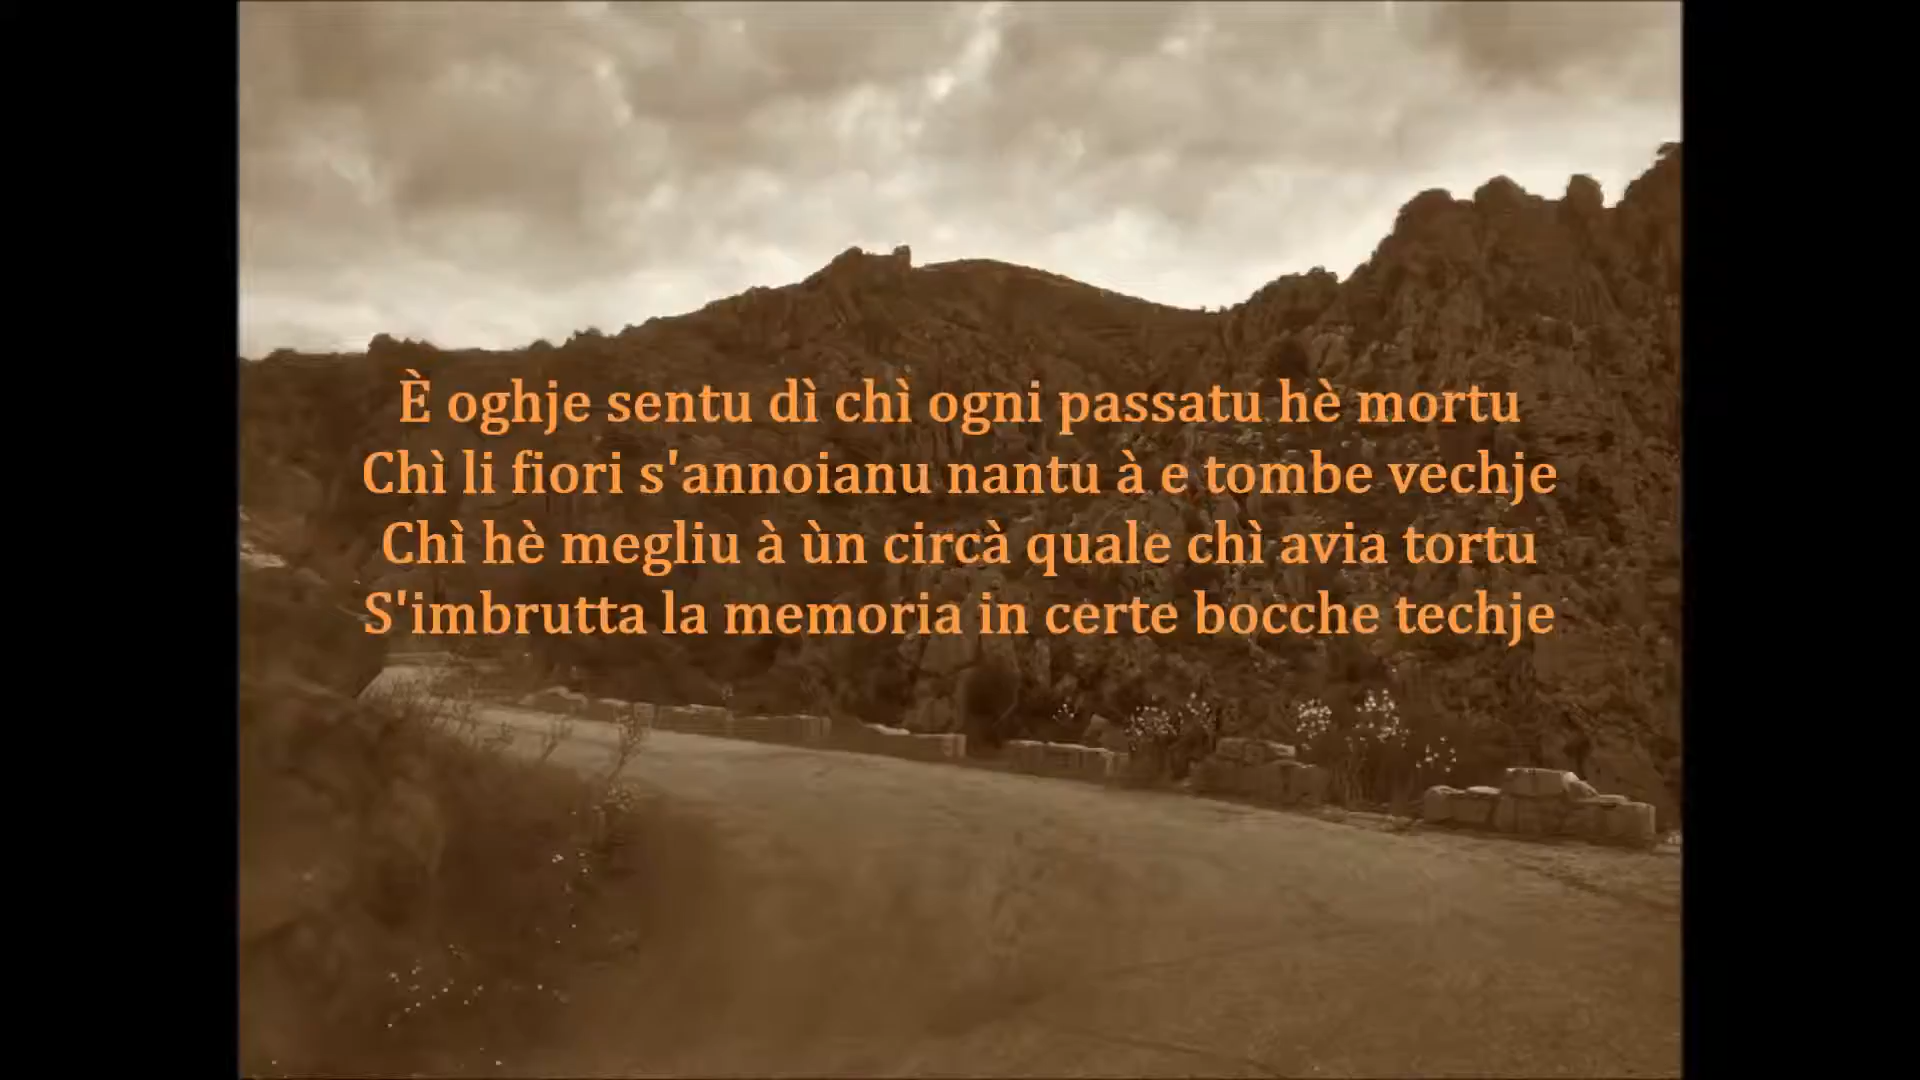 È oghje sentu dì chì ogni passatu hè mortu
Chì li fiori s'annoianu nantu à e tombe vechje
Chì hè megliu à ùn circà quale chì avia tortu
S'imbrutta la memoria in certe bocche techje